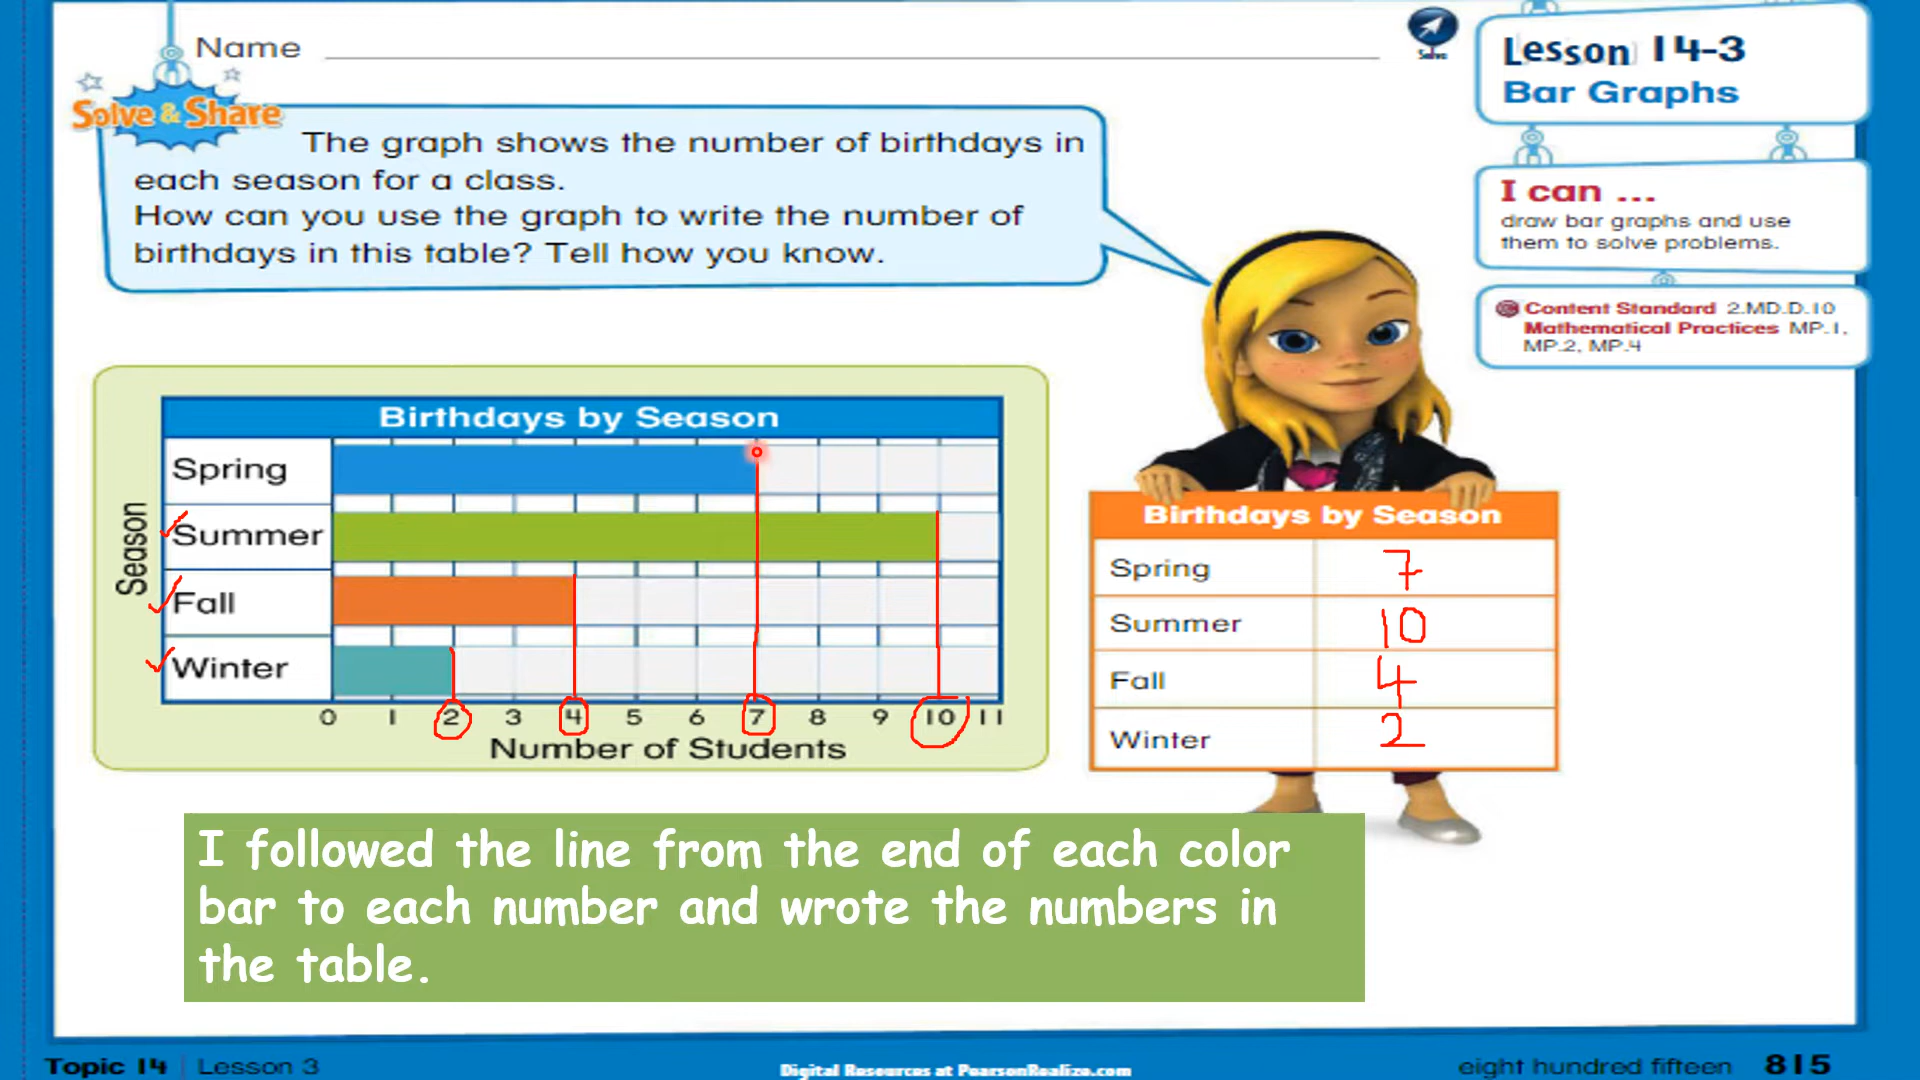 Name
Solve
Lesson 14-3
Bar Graphs
Solve & Share
The graph shows the number of birthdays in
each season for a class.
How can you use the graph to write the number of
birthdays in this table? Tell how you know.
I can ...
draw bar graphs and use
them to solve problems.
Content Standard 2.MD.D.10
Mathematical Practices MP.1,
MP.2, MP.4
Birthdays by Season
Season
Spring
Summer
Fall
Winter
0 1 2 3 4 5 6 7 8 9 10 11
Number of Students
Birthdays by Season
Spring 7
Summer 10
Fall 4
Winter 2
I followed the line from the end of each color
bar to each number and wrote the numbers in
the table.
Topic 14 | Lesson 3
Digital Resources at PearsonRealize.com
eight hundred fifteen 815